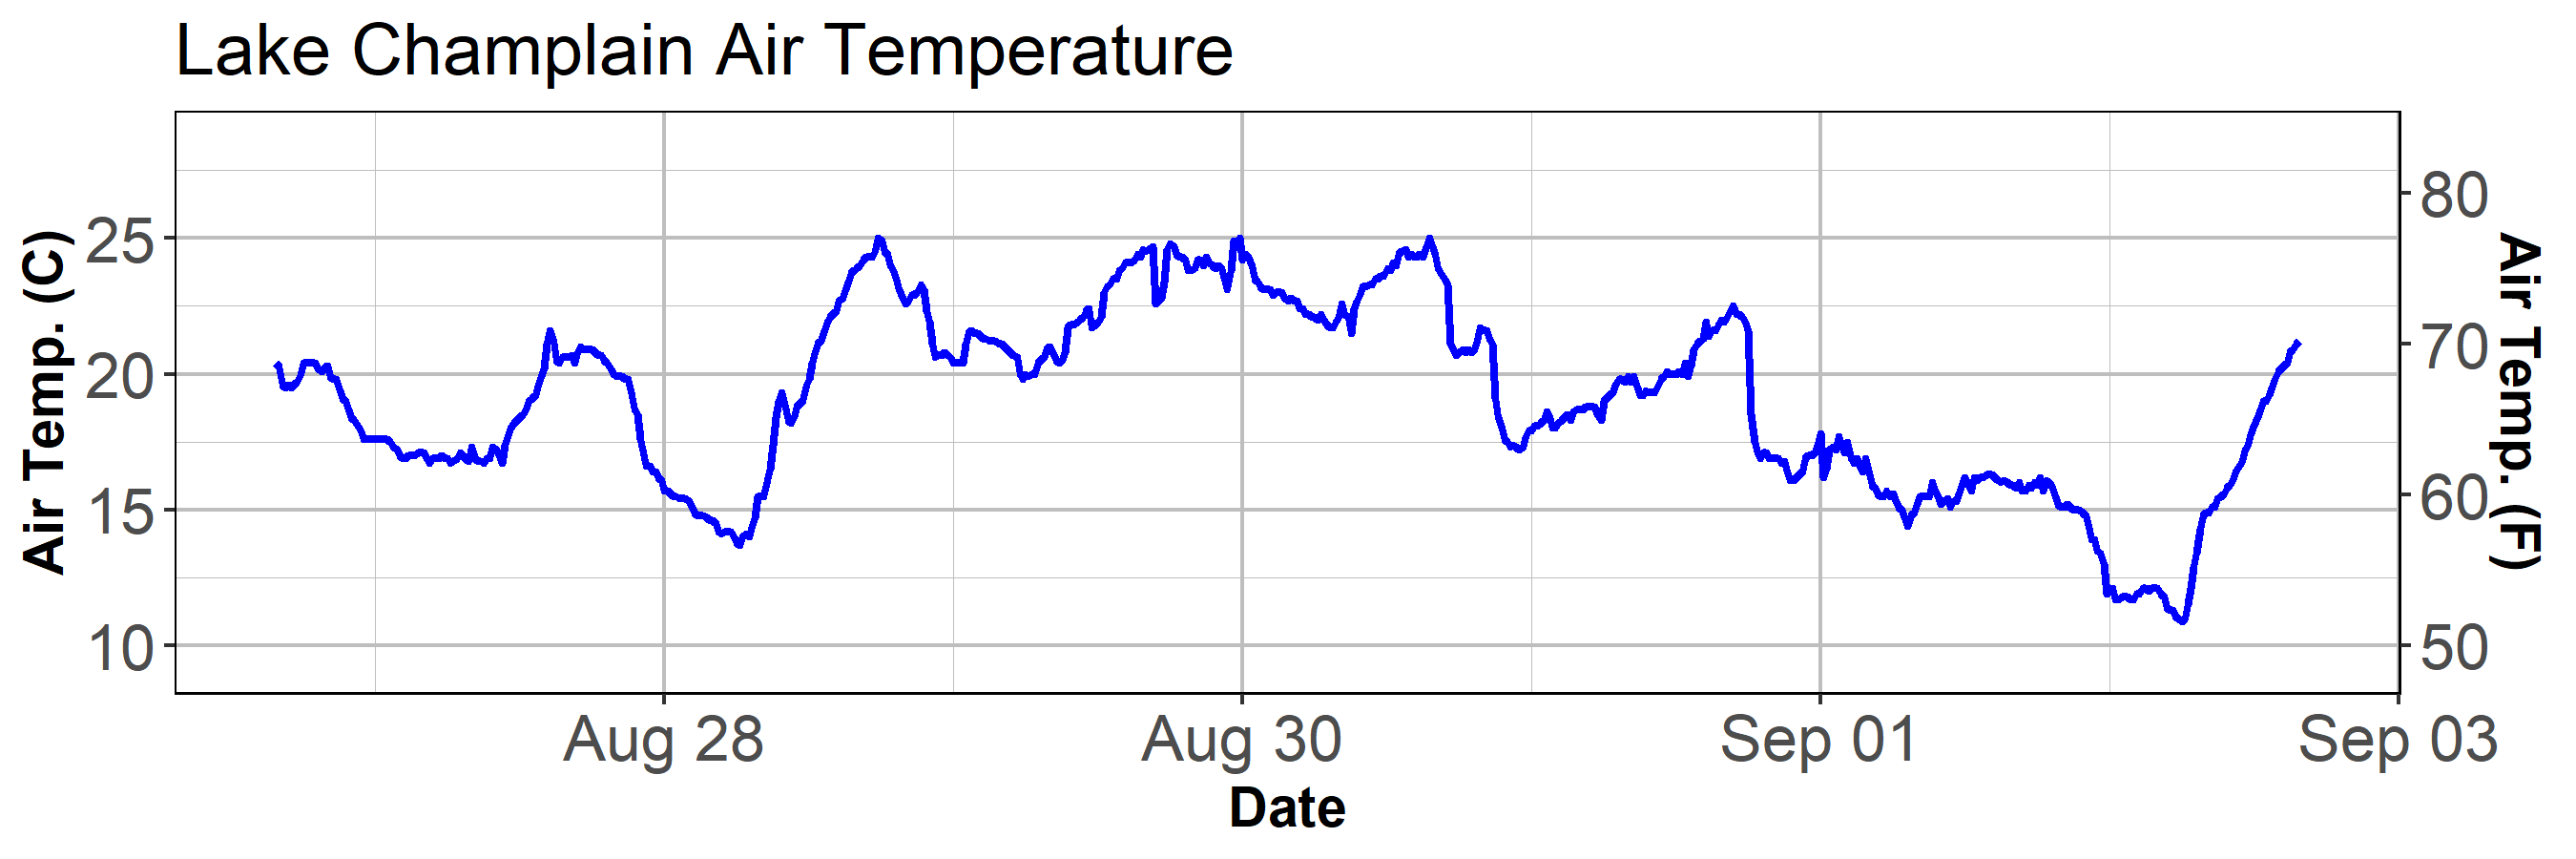 Lake Champlain Air Temperature
Air Temp. (C)
25
20
15
10
80
70
60
50
Air Temp. (F)
Aug 28
Aug 30
Sep 01
Sep 03
Date